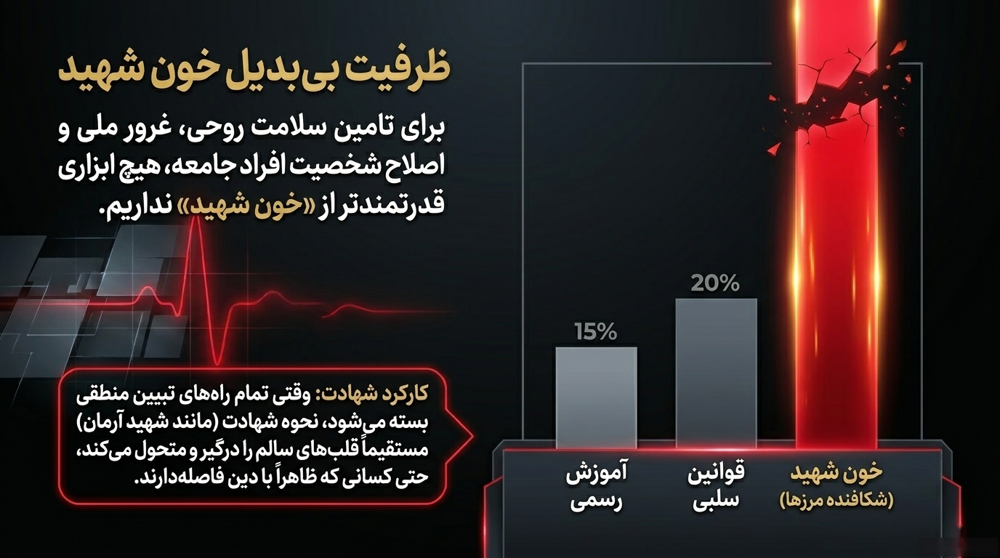 ظرفیت بی‌بدیل خون شهید
برای تامین سلامت روحی، غرور ملی و
اصلاح شخصیت افراد جامعه، هیچ ابزاری
قدرتمندتر از «خون شهید» نداریم.
کارکرد شهادت: وقتی تمام راه‌های تبیین منطقی
بسته می‌شود، نحوه شهادت (مانند شهید آرمان)
مستقیماً قلب‌های سالم را درگیر و متحول می‌کند،
حتی کسانی که ظاهراً با دین فاصله‌دارند.
20%
15%
خون شهید
(شکافنده مرزها)
قوانین
سلبی
آموزش
رسمی